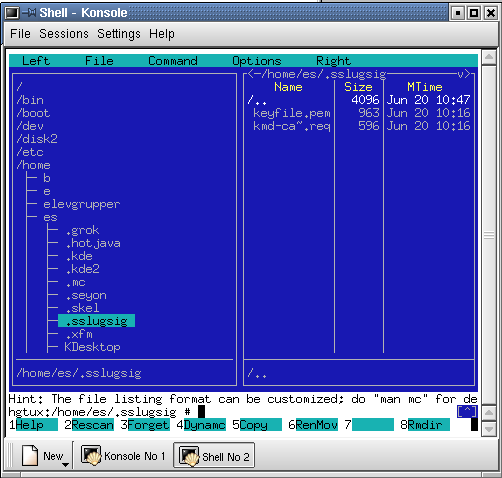 Shell - Konsole
File Sessions Settings Help
Left File Command Options Right
<-/home/es/.sslugsig v>
/ Name Size MTime
/bin /.. 4096 Jun 20 10:47
/boot keyfile.pem 963 Jun 20 10:16
/dev kmd-ca~.req 596 Jun 20 10:16
/disk2
/etc
/home
b
e
elevgrupper
es
.grok
.hotjava
.kde
.kde2
.mc
.seyon
.skel
.sslugsig
.xfm
KDesktop
/home/es/.sslugsig /..
Hint: The file listing format can be customized; do "man mc" for de
hgtux:/home/es/.sslugsig # [^]
1Help 2Rescan 3Forget 4Dynamc 5Copy 6RenMov 7 8Rmdir
New Konsole No 1 Shell No 2